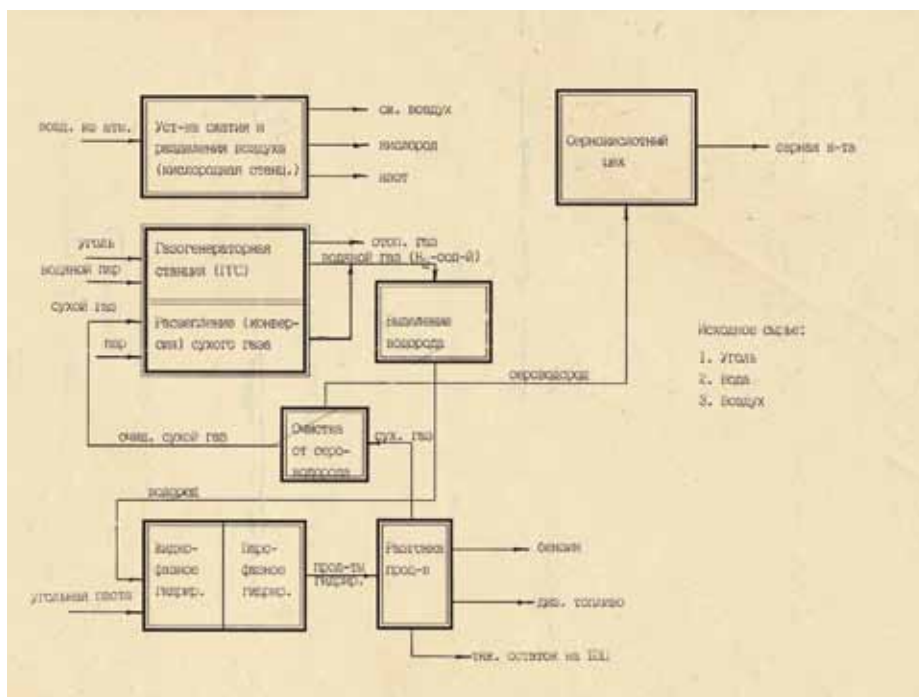 возд. из атм.
Уст-ка сжатия и
разделения воздуха
(кислородная станц.)
сж. воздух
кислород
азот
Сернокислотный
цех
серная к-та
уголь
водяной пар
сухой газ
пар
Газогенераторная
станция (ГГС)
Расщепление (конвер-
сия) сухого газа
отоп. газ
водяной газ (H₂-сод-й)
Выделение
водорода
Исходное сырье:
1. Уголь
2. Вода
3. Воздух
сероводород
очищ. сухой газ
Очистка
от серо-
водорода
сух. газ
водород
угольная паста
Жидко-
фазное
гидрир.
Паро-
фазное
гидрир.
прод-ты
гидрир.
Разгонка
прод-в
бензин
диз. топливо
тяж. остаток на ТЭЦ